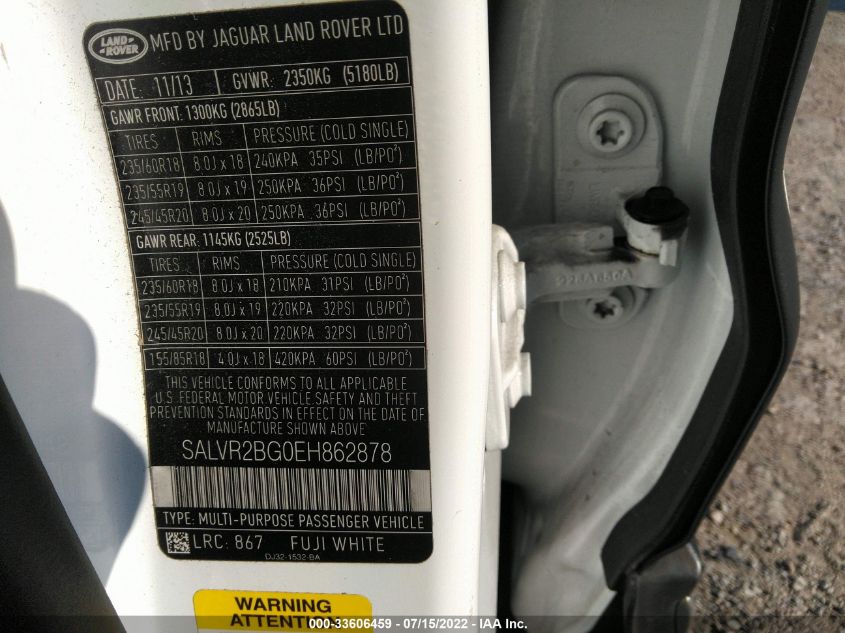 LAND
ROVER
MFD BY JAGUAR LAND ROVER LTD
DATE: 11/13 GVWR: 2350KG (5180LB)
GAWR FRONT: 1300KG (2865LB)
TIRES RIMS PRESSURE (COLD SINGLE)
235/60R18 8.0J x 18 240KPA 35PSI (LB/PO²)
235/55R19 8.0J x 19 250KPA 36PSI (LB/PO²)
245/45R20 8.0J x 20 250KPA 36PSI (LB/PO²)
GAWR REAR: 1145KG (2525LB)
TIRES RIMS PRESSURE (COLD SINGLE)
235/60R18 8.0J x 18 210KPA 31PSI (LB/PO²)
235/55R19 8.0J x 19 220KPA 32PSI (LB/PO²)
245/45R20 8.0J x 20 220KPA 32PSI (LB/PO²)
155/85R18 4.0J x 18 420KPA 60PSI (LB/PO²)
THIS VEHICLE CONFORMS TO ALL APPLICABLE
U.S. FEDERAL MOTOR VEHICLE SAFETY AND THEFT
PREVENTION STANDARDS IN EFFECT ON THE DATE OF
MANUFACTURE SHOWN ABOVE
SALVR2BG0EH862878
TYPE: MULTI-PURPOSE PASSENGER VEHICLE
LRC: 867 FUJI WHITE
DJ32-1532-BA
WARNING
ATTENTION
000-33606459 - 07/15/2022 - IAA Inc.